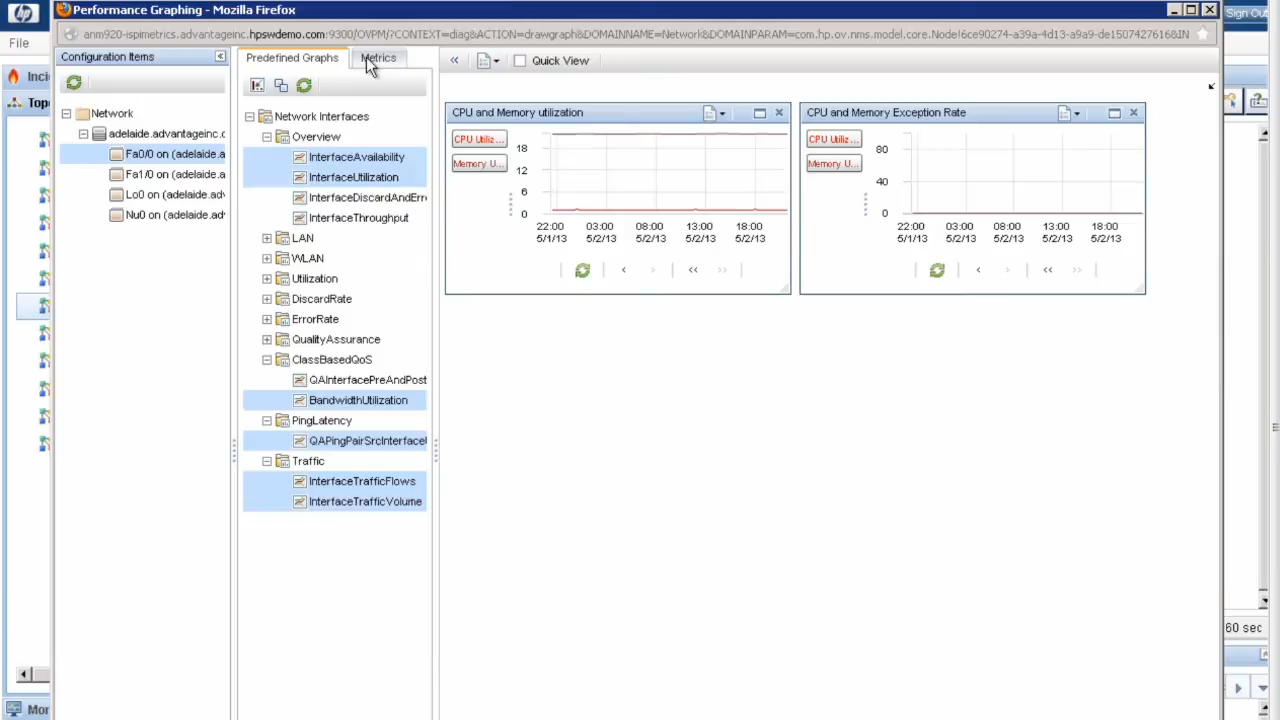 Performance Graphing - Mozilla Firefox
hp
Sign Out
anm920-ispimetrics.advantageinc.hpswdemo.com:9300/OVPM/?CONTEXT=diag&ACTION=drawgraph&DOMAINNAME=Network&DOMAINPARAM=com.hp.ov.nms.model.core.Node!6ce90274-a39a-4d13-a9a9-de1507427616&IN
File
Configuration Items
Predefined Graphs
Metrics
Quick View
Inci
Top
Network
adelaide.advantageinc.c
Fa0/0 on (adelaide.a
Fa1/0 on (adelaide.a
Lo0 on (adelaide.ad
Nu0 on (adelaide.adv
Network Interfaces
Overview
InterfaceAvailability
InterfaceUtilization
InterfaceDiscardAndErr
InterfaceThroughput
LAN
WLAN
Utilization
DiscardRate
ErrorRate
QualityAssurance
ClassBasedQoS
QAInterfacePreAndPost
BandwidthUtilization
PingLatency
QAPingPairSrcInterface
Traffic
InterfaceTrafficFlows
InterfaceTrafficVolume
CPU and Memory utilization
CPU Utiliz ...
Memory U...
18
12
6
0
22:00 03:00 08:00 13:00 18:00
5/1/13 5/2/13 5/2/13 5/2/13 5/2/13
CPU and Memory Exception Rate
CPU Utiliz ...
Memory U...
80
40
0
22:00 03:00 08:00 13:00 18:00
5/1/13 5/2/13 5/2/13 5/2/13 5/2/13
60 sec
Mor